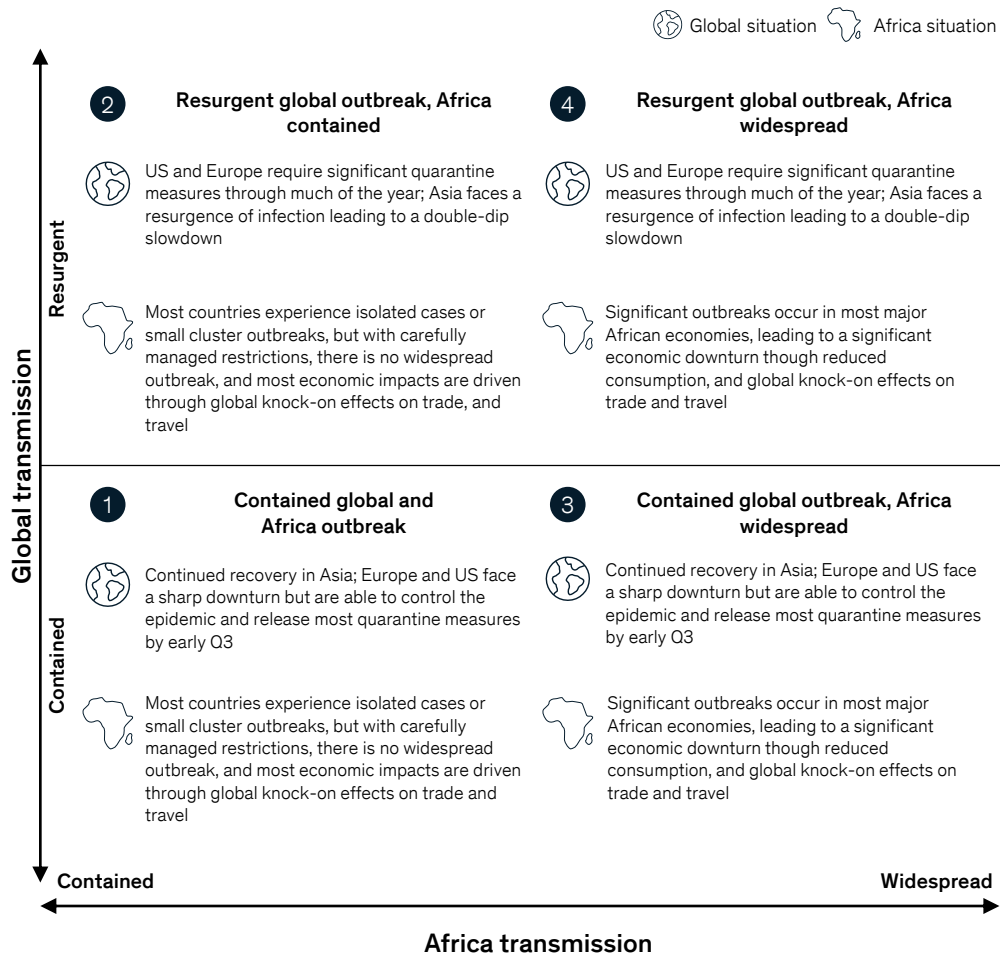 Global situation
Africa situation
2
Resurgent global outbreak, Africa
contained
US and Europe require significant quarantine
measures through much of the year; Asia faces a
resurgence of infection leading to a double-dip
slowdown
Most countries experience isolated cases or
small cluster outbreaks, but with carefully
managed restrictions, there is no widespread
outbreak, and most economic impacts are driven
through global knock-on effects on trade, and
travel
4
Resurgent global outbreak, Africa
widespread
US and Europe require significant quarantine
measures through much of the year; Asia faces a
resurgence of infection leading to a double-dip
slowdown
Significant outbreaks occur in most major
African economies, leading to a significant
economic downturn though reduced
consumption, and global knock-on effects on
trade and travel
Resurgent
Global transmission
Contained
1
Contained global and
Africa outbreak
Continued recovery in Asia; Europe and US face
a sharp downturn but are able to control the
epidemic and release most quarantine measures
by early Q3
Most countries experience isolated cases or
small cluster outbreaks, but with carefully
managed restrictions, there is no widespread
outbreak, and most economic impacts are driven
through global knock-on effects on trade and
travel
3
Contained global outbreak, Africa
widespread
Continued recovery in Asia; Europe and US face
a sharp downturn but are able to control the
epidemic and release most quarantine measures
by early Q3
Significant outbreaks occur in most major
African economies, leading to a significant
economic downturn though reduced
consumption, and global knock-on effects on
trade and travel
Contained
Widespread
Africa transmission